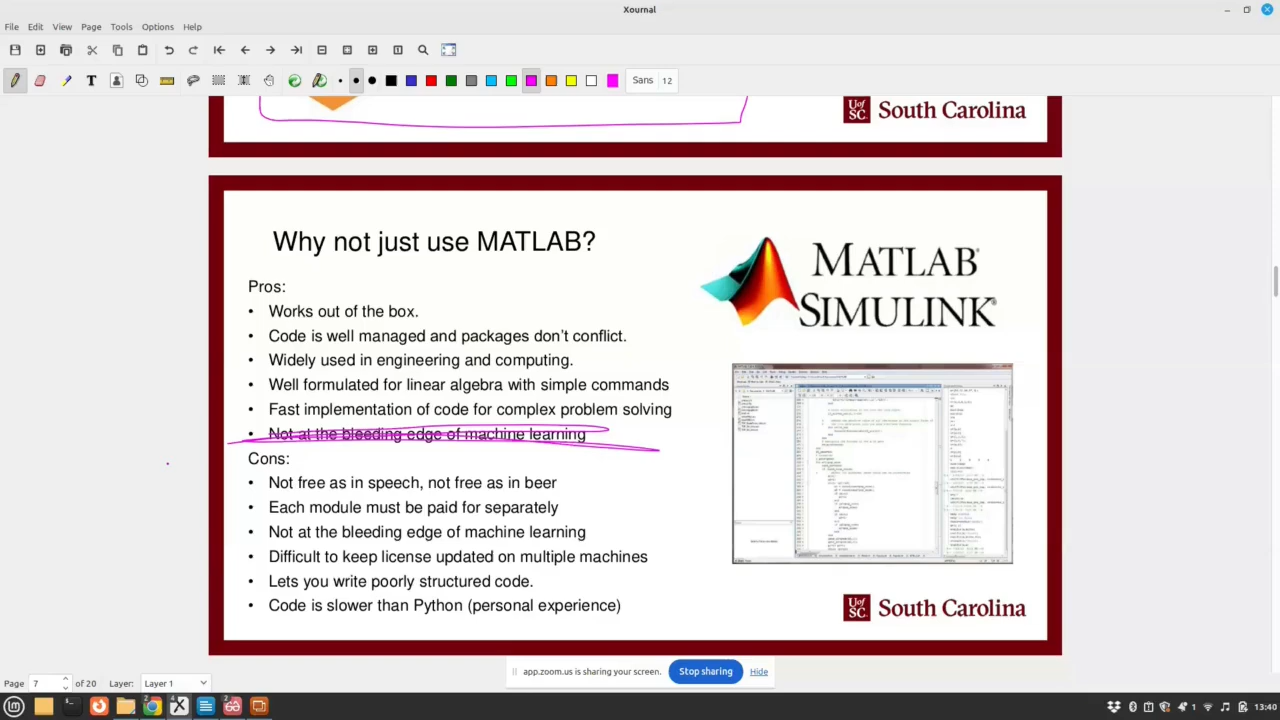 Xournal
File Edit View Page Tools Options Help
Sans 12
UofSC South Carolina
Why not just use MATLAB?
MATLAB®
SIMULINK®
Pros:
• Works out of the box.
• Code is well managed and packages don’t conflict.
• Widely used in engineering and computing.
• Well formulated for linear algebra with simple commands
Fast implementation of code for complex problem solving
Not at the bleeding edge of machine learning
Cons:
Not free as in speech, not free as in beer
Each module must be paid for separately
Not at the bleeding edge of machine learning
Difficult to keep license updated on multiple machines
• Lets you write poorly structured code.
• Code is slower than Python (personal experience)
UofSC South Carolina
app.zoom.us is sharing your screen. Stop sharing Hide
of 20 Layer: Layer 1
13:40